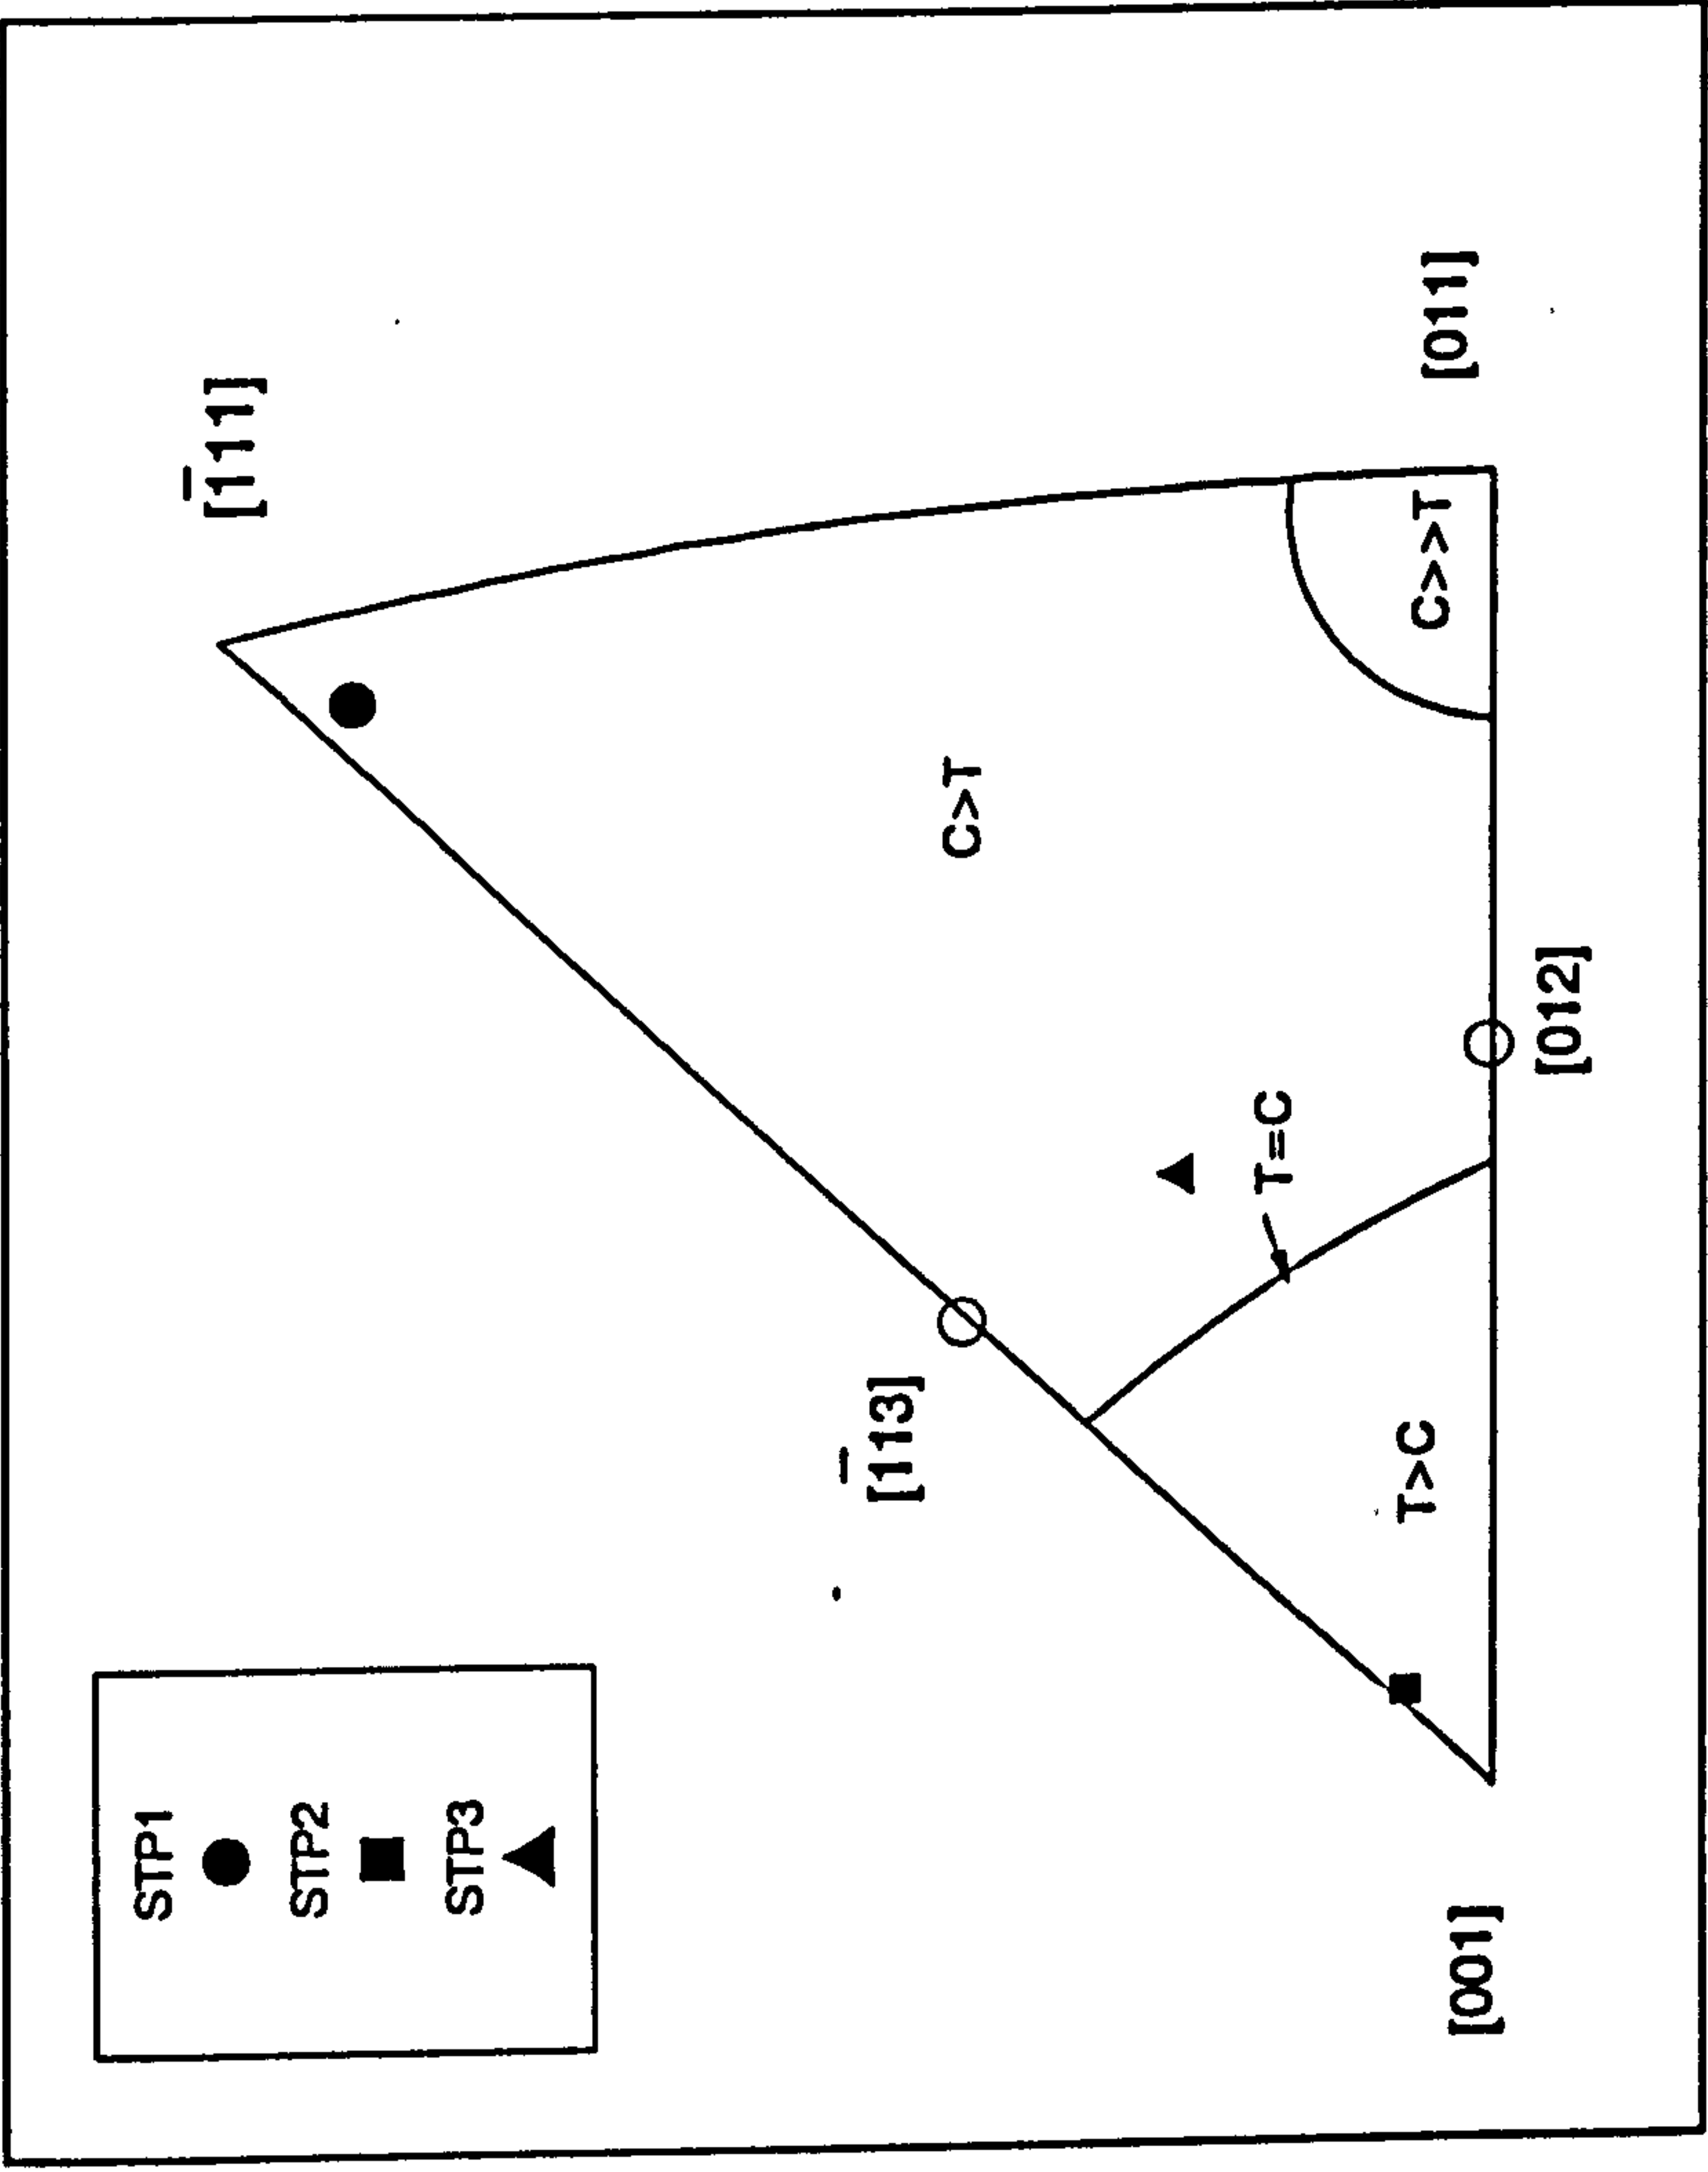 STP1
STP2
STP3
[1̄11]
[1̄13]
C>T
T=C
T>C
C>>T
[001]
[012]
[011]